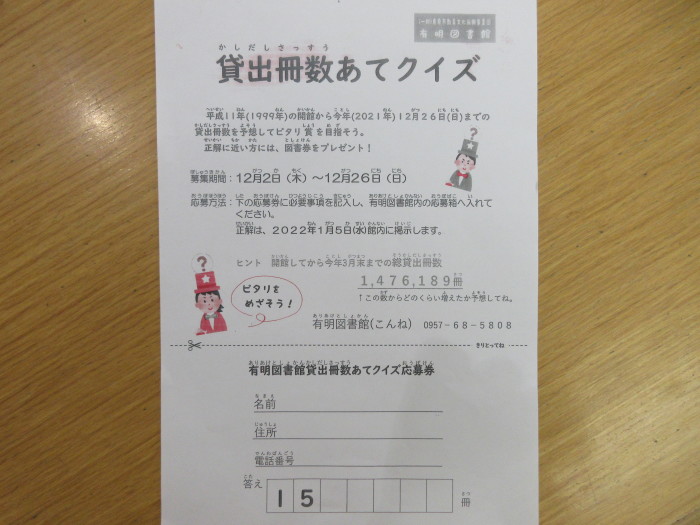 有明図書館
かしだしさっすう
貸出冊数あてクイズ
平成11年(1999年)の開館から今年(2021年)12月26日(日)までの
貸出冊数を予想してピタリ賞を目指そう。
正解に近い方には、図書券をプレゼント!
募集期間:12月2日(木)~12月26日(日)
応募方法:下の応募券に必要事項を記入し、有明図書館内の応募箱へ入れて
ください。
正解は、2022年1月5日(水)館内に掲示します。
ヒント 開館してから今年3月末までの総貸出冊数
1,476,189冊
↑この数からどのくらい増えたか予想してね。
ピタリを
めざそう!
有明図書館(こんね) 0957-68-5808
きりとってね
有明図書館貸出冊数あてクイズ応募券
名前
住所
電話番号
答え 15 冊